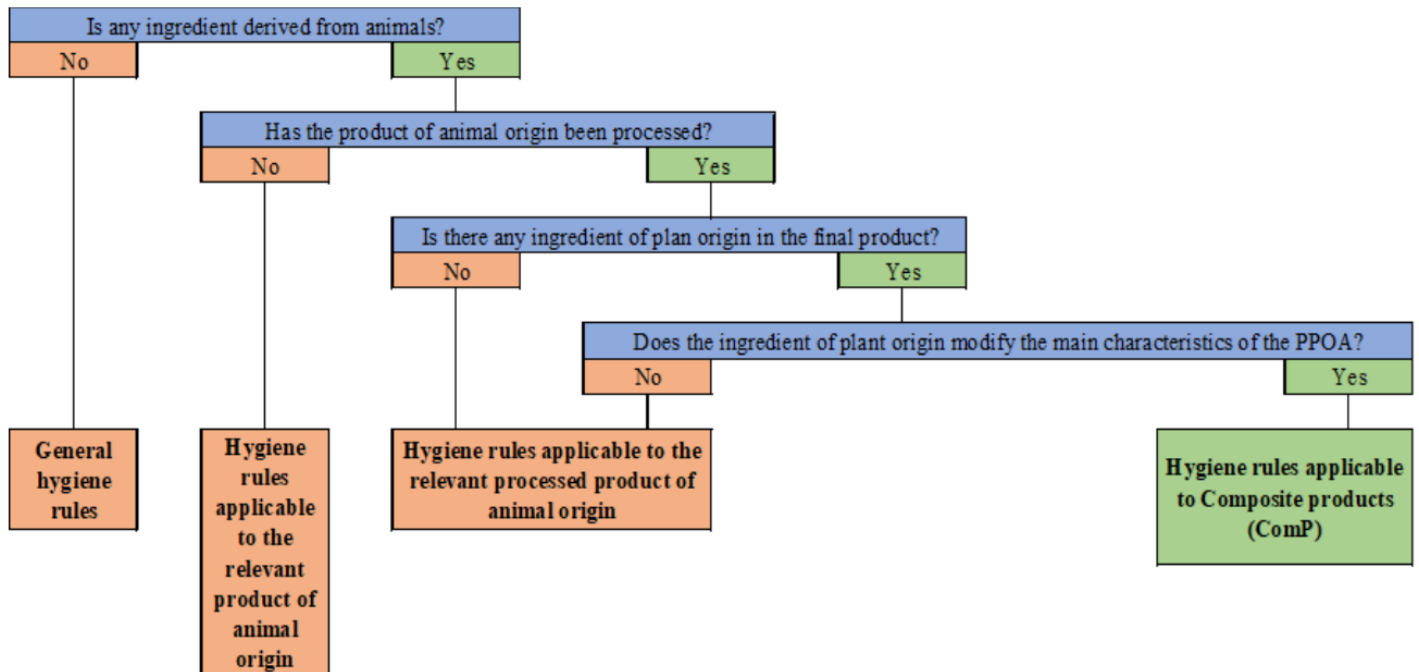 Is any ingredient derived from animals?
No
Yes
Has the product of animal origin been processed?
No
Yes
Is there any ingredient of plan origin in the final product?
No
Yes
Does the ingredient of plant origin modify the main characteristics of the PPOA?
No
Yes
General
hygiene
rules
Hygiene
rules
applicable
to the
relevant
product of
animal
origin
Hygiene rules applicable to the
relevant processed product of
animal origin
Hygiene rules applicable
to Composite products
(ComP)